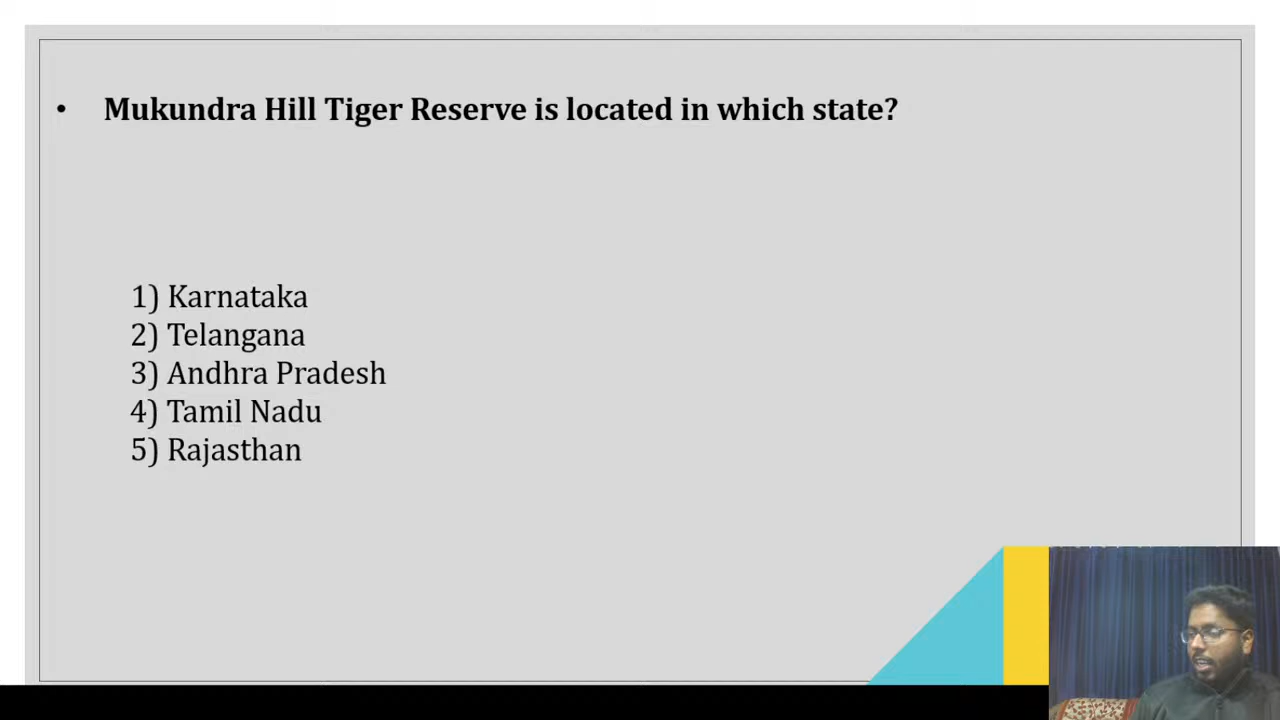 • Mukundra Hill Tiger Reserve is located in which state?
1) Karnataka
2) Telangana
3) Andhra Pradesh
4) Tamil Nadu
5) Rajasthan